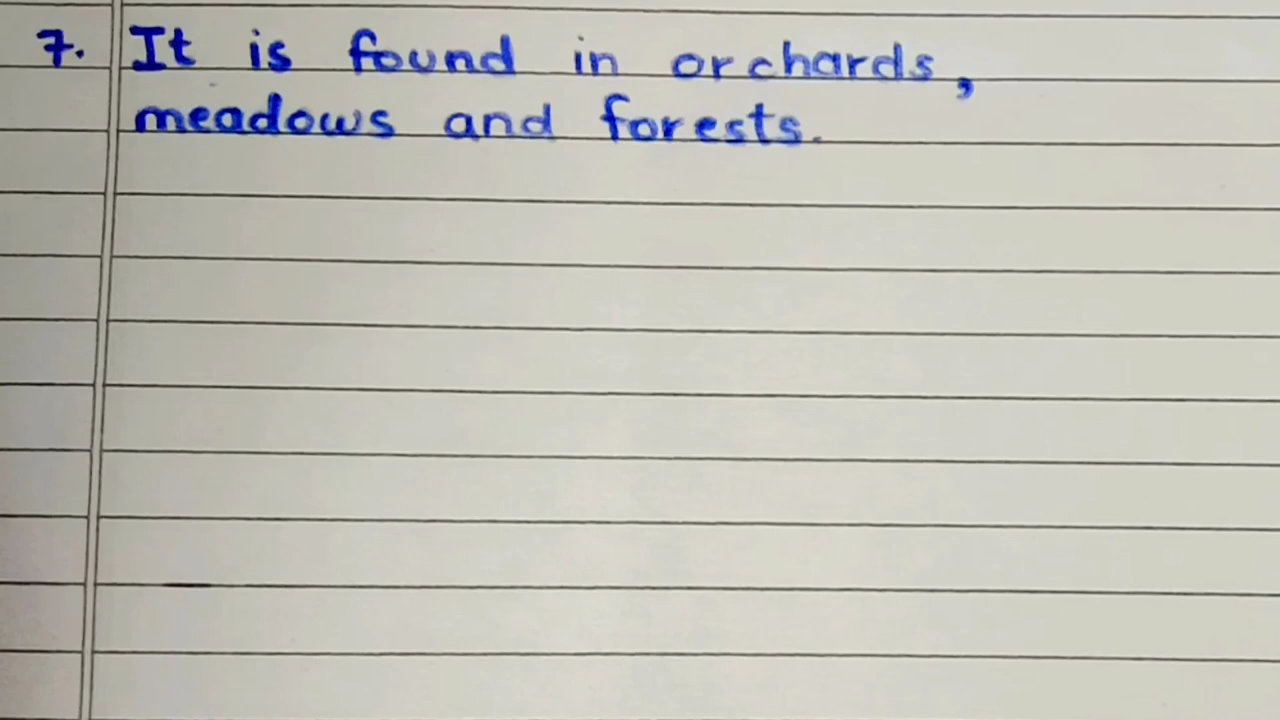 7. It is found in orchards,
meadows and forests.